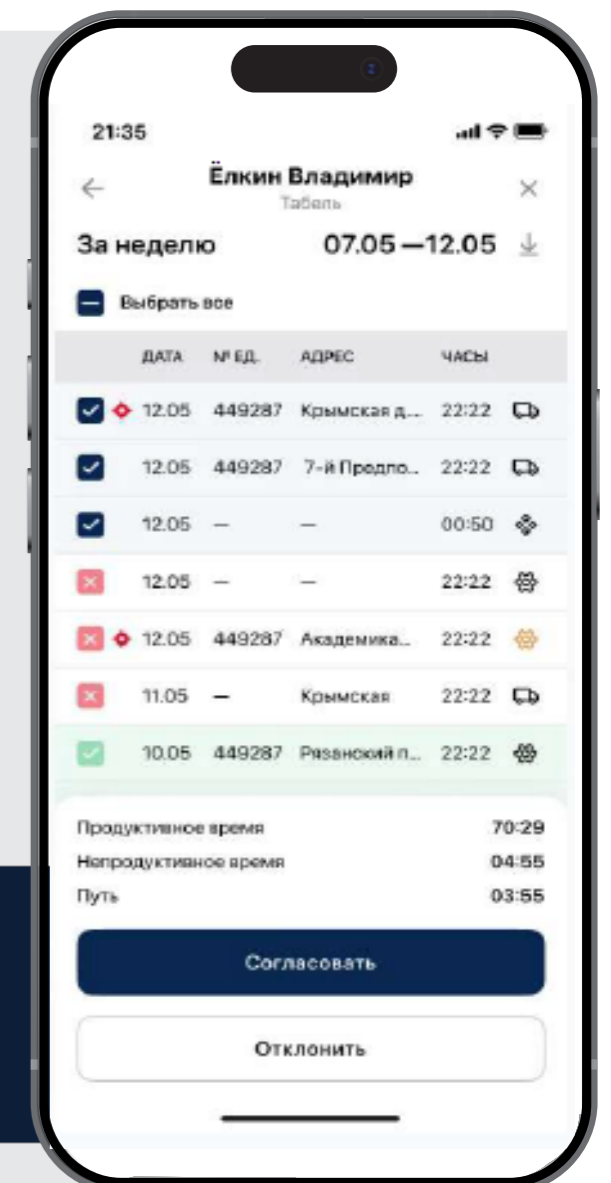 21:35
Ёлкин Владимир
Табель
За неделю 07.05 —12.05
Выбрать все
ДАТА № ЕД. АДРЕС ЧАСЫ
12.05 449287 Крымская д... 22:22
12.05 449287 7-й Предпо... 22:22
12.05 — — 00:50
12.05 — — 22:22
12.05 449287 Академика... 22:22
11.05 — Крымская 22:22
10.05 449287 Рязанский п... 22:22
Продуктивное время 70:29
Непродуктивное время 04:55
Путь 03:55
Согласовать
Отклонить